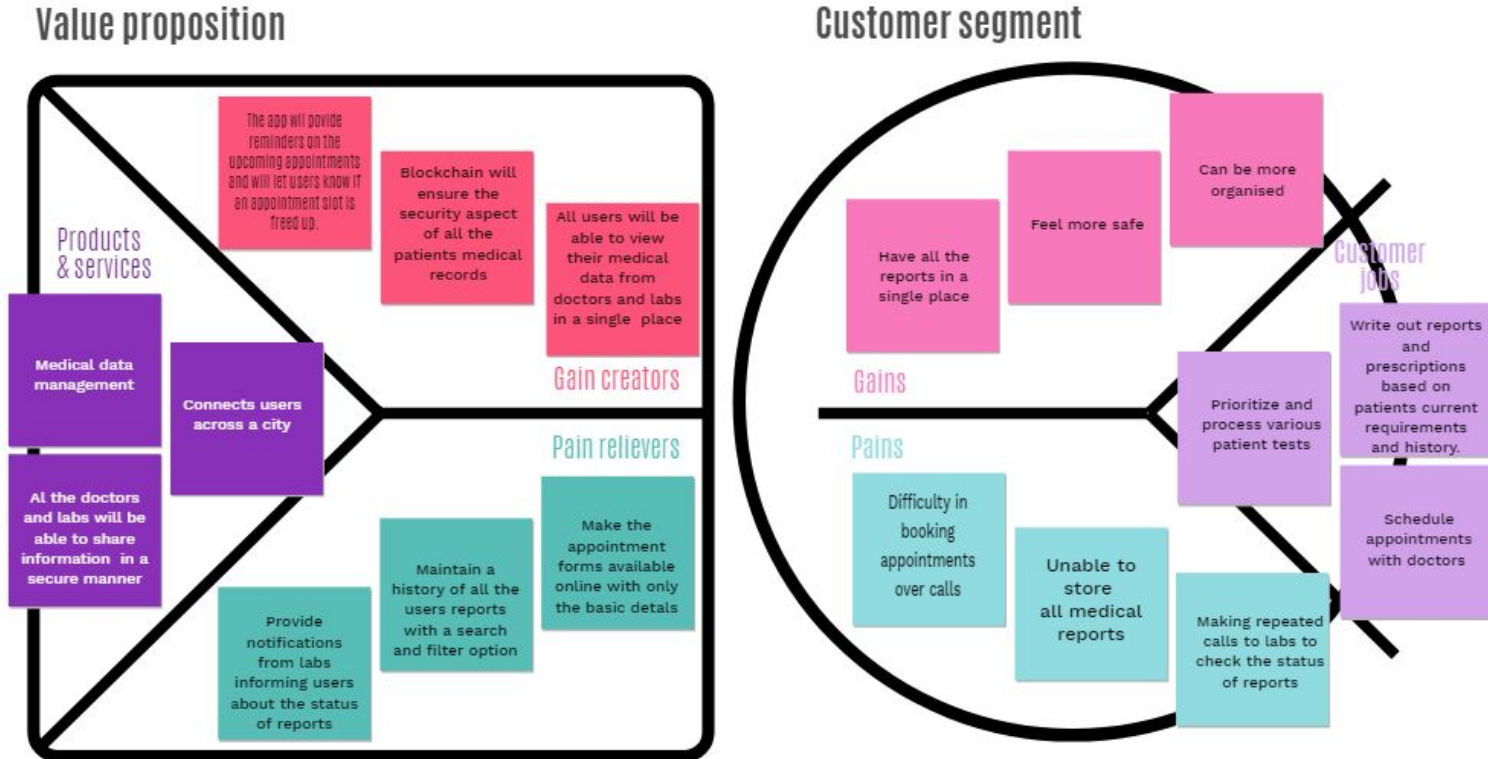 Value proposition
Customer segment
The app wil povide
reminders on the
upcoming appointments
and will let users know if
an appointment slot is
freed up.
Blockchain will
ensure the
security aspect
of all the
patients medical
records
All users will be
able to view
their medical
data from
doctors and labs
in a single place
Gain creators
Products
& services
Medical data
management
Connects users
across a city
Al the doctors
and labs will be
able to share
information in a
secure manner
Pain relievers
Provide
notifications
from labs
informing users
about the status
of reports
Maintain a
history of all the
users reports
with a search
and filter option
Make the
appointment
forms available
online with only
the basic detals
Have all the
reports in a
single place
Feel more safe
Can be more
organised
Gains
Customer
jobs
Prioritize and
process various
patient tests
Write out reports
and
prescriptions
based on
patients current
requirements
and history.
Schedule
appointments
with doctors
Pains
Difficulty in
booking
appointments
over calls
Unable to
store
all medical
reports
Making repeated
calls to labs to
check the status
of reports